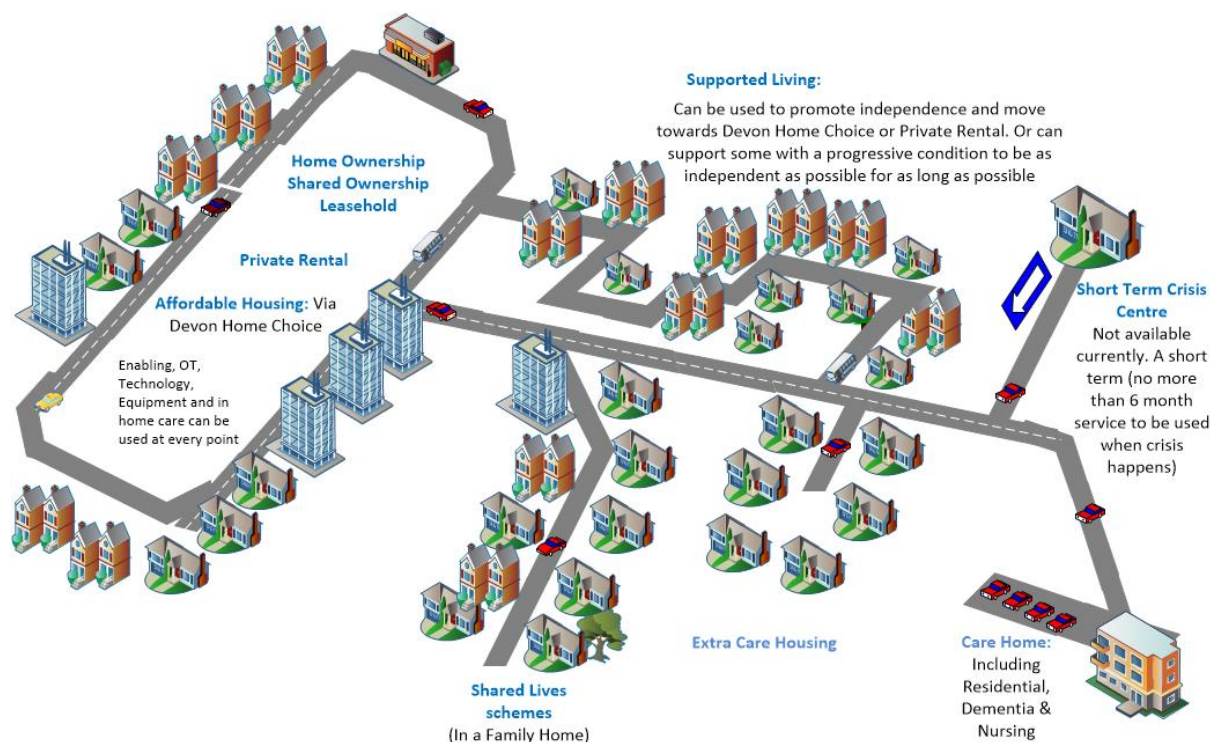 Supported Living:
Can be used to promote independence and move
towards Devon Home Choice or Private Rental. Or can
support some with a progressive condition to be as
independent as possible for as long as possible
Home Ownership
Shared Ownership
Leasehold
Private Rental
Affordable Housing: Via
Devon Home Choice
Enabling, OT,
Technology,
Equipment and in
home care can be
used at every point
Short Term Crisis
Centre
Not available
currently. A short
term (no more
than 6 month
service to be used
when crisis
happens)
Extra Care Housing
Care Home:
Including
Residential,
Dementia &
Nursing
Shared Lives
schemes
(In a Family Home)